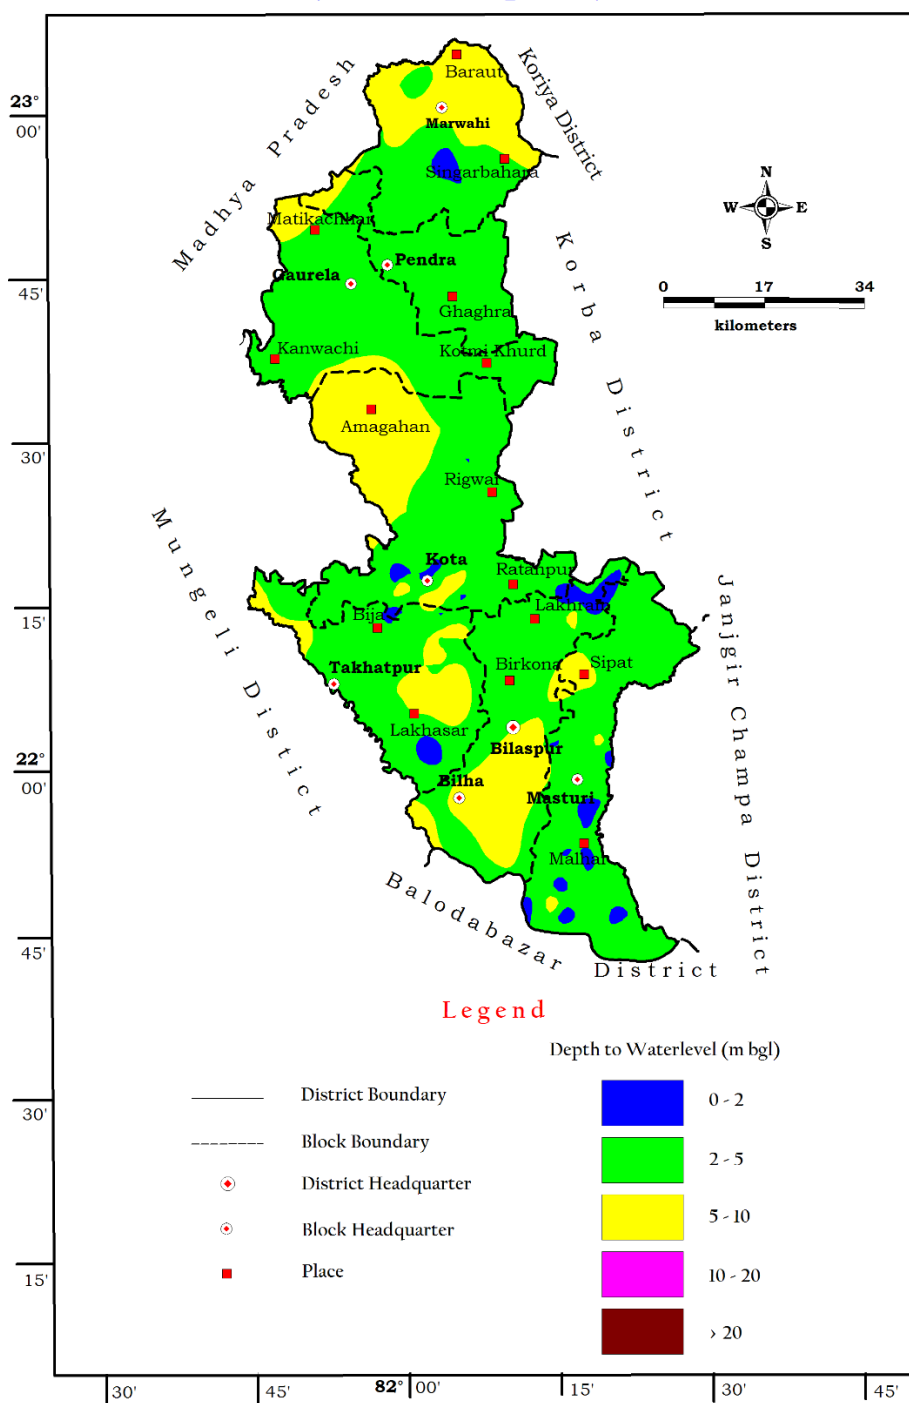 Baraut
23°
00'
Marwahi
Koriya District
Madhya Pradesh
Singarbahara
N
W E
S
Matikachhar
Pendra
Gaurela
45'
Korba District
0 17 34
kilometers
Ghaghra
Kanwachi
Kotmi Khurd
Amagahan
30'
Rigwar
Mungeli District
Kota
Ratanpur
Janjgir Champa District
15'
Bija
Lakhram
Birkona
Sipat
Takhatpur
Lakhasar
Bilaspur
22°
00'
Bilha
Masturi
Malhar
Balodabazar District
45'
Legend
Depth to Waterlevel (m bgl)
District Boundary
0 - 2
30'
Block Boundary
2 - 5
District Headquarter
5 - 10
Block Headquarter
15'
Place
10 - 20
> 20
30' 45' 82° 00' 15' 30' 45'